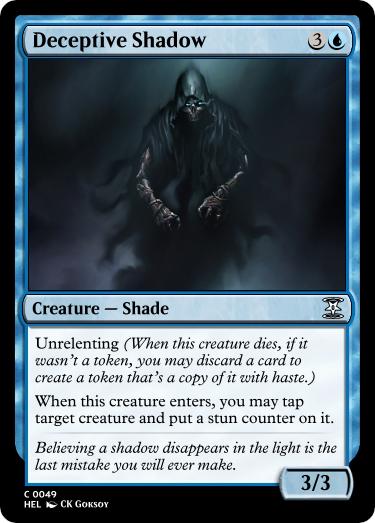 Deceptive Shadow 3
Creature — Shade
Unrelenting (When this creature dies, if it
wasn't a token, you may discard a card to
create a token that's a copy of it with haste.)
When this creature enters, you may tap
target creature and put a stun counter on it.
Believing a shadow disappears in the light is the
last mistake you will ever make.
3/3
C 0049
HEL CK Goksoy